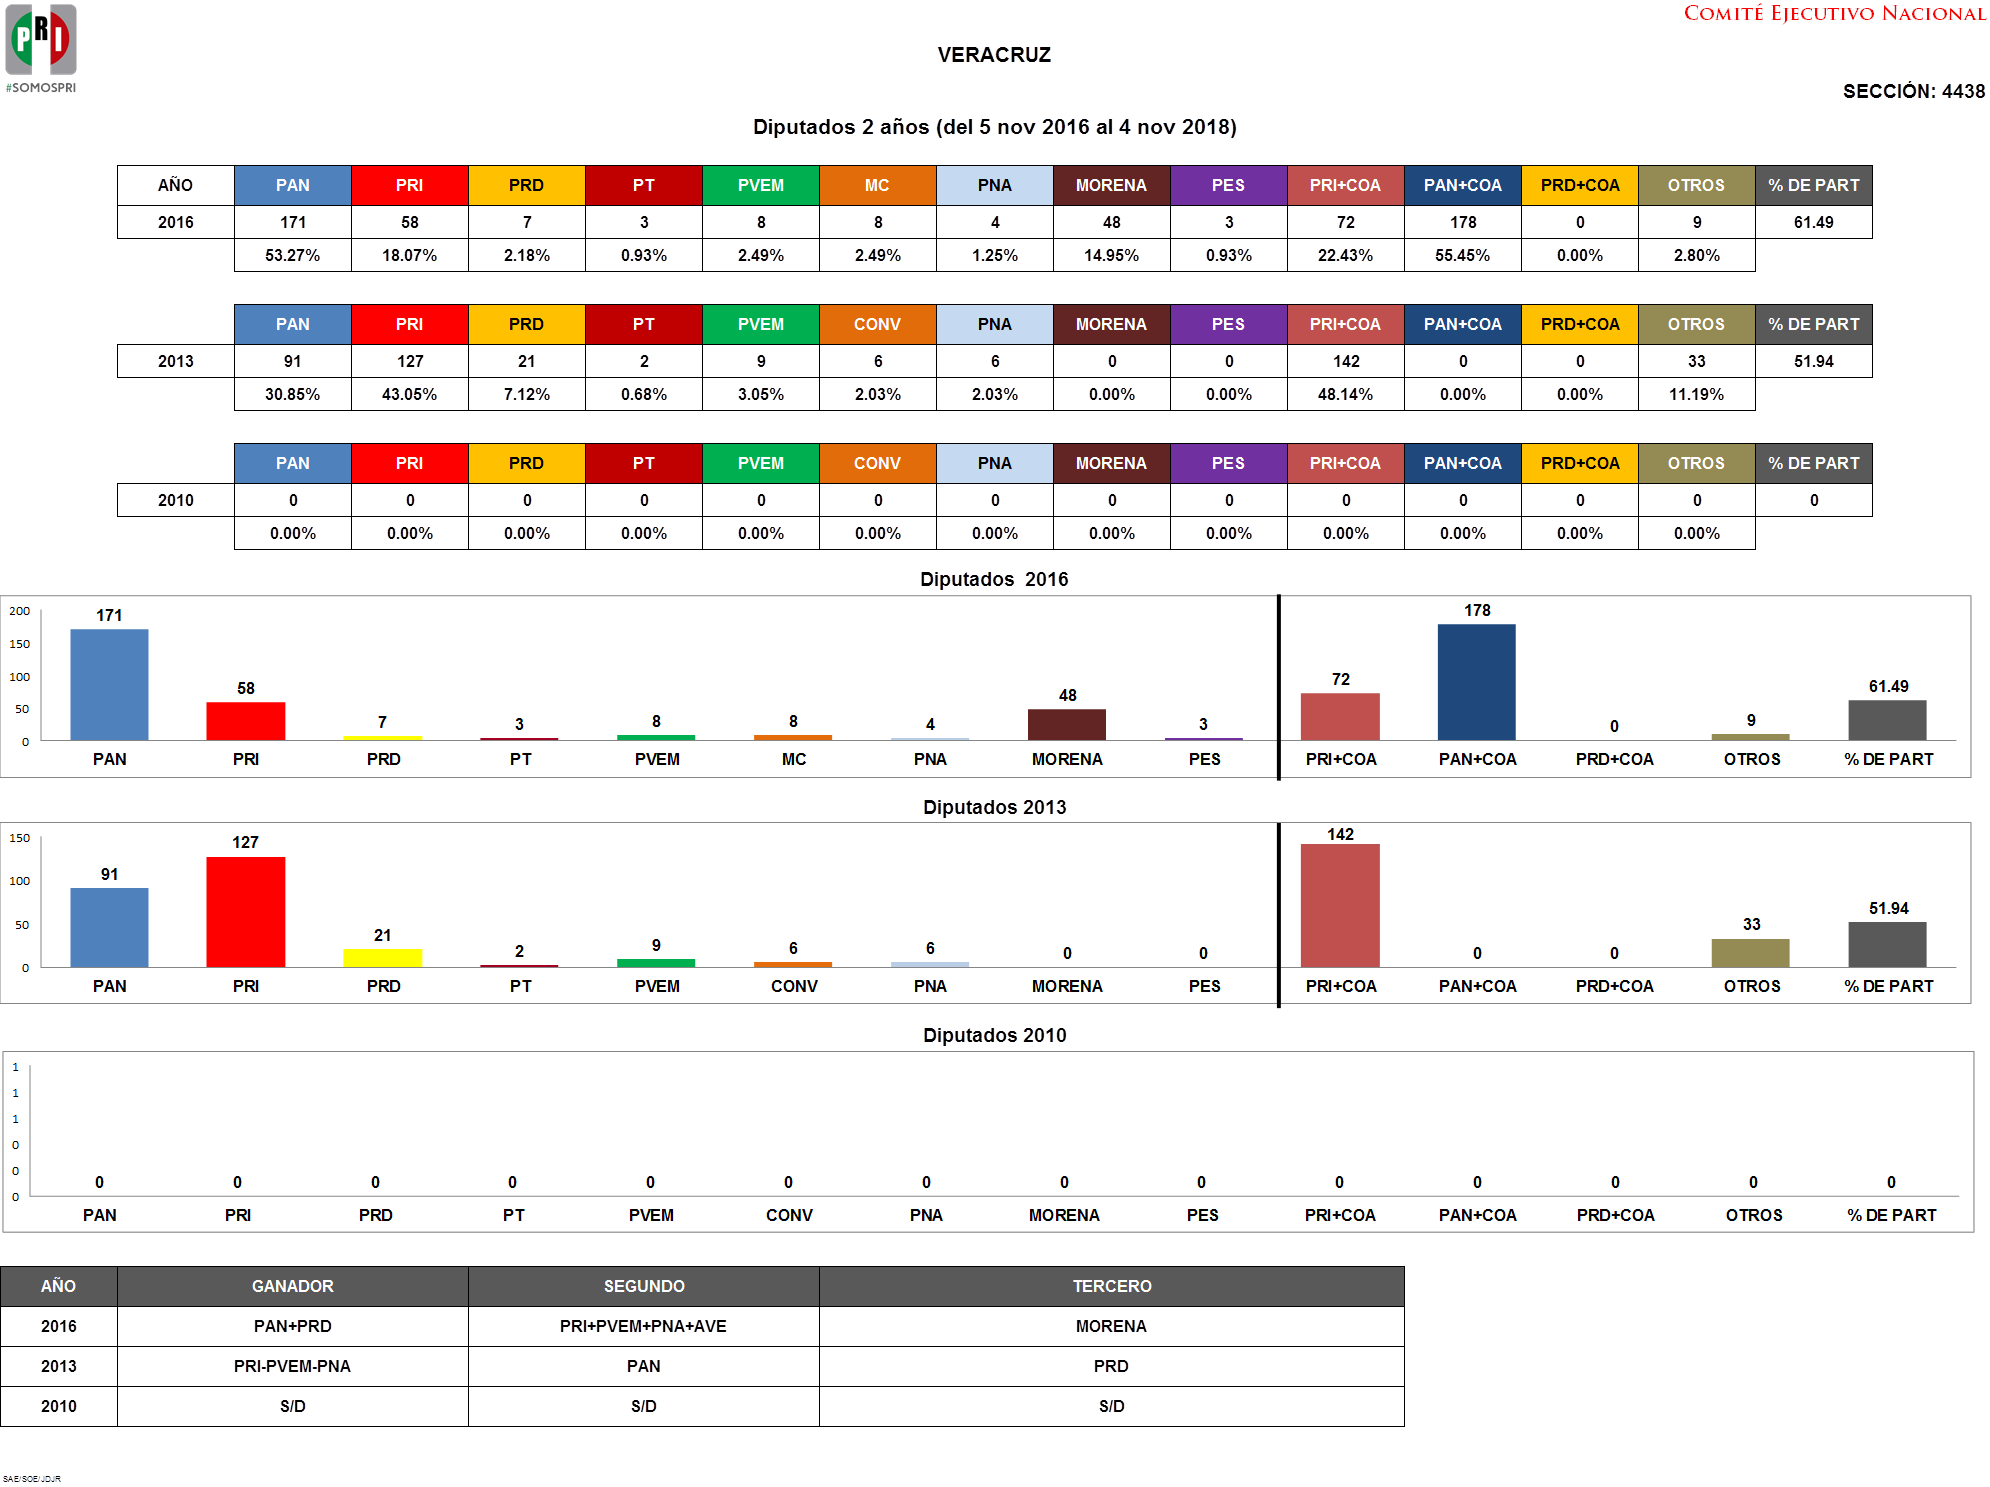 PRI
#SOMOSPRI
COMITÉ EJECUTIVO NACIONAL
VERACRUZ
SECCIÓN: 4438
Diputados 2 años (del 5 nov 2016 al 4 nov 2018)
AÑO PAN PRI PRD PT PVEM MC PNA MORENA PES PRI+COA PAN+COA PRD+COA OTROS % DE PART
2016 171 58 7 3 8 8 4 48 3 72 178 0 9 61.49
53.27% 18.07% 2.18% 0.93% 2.49% 2.49% 1.25% 14.95% 0.93% 22.43% 55.45% 0.00% 2.80%
PAN PRI PRD PT PVEM CONV PNA MORENA PES PRI+COA PAN+COA PRD+COA OTROS % DE PART
2013 91 127 21 2 9 6 6 0 0 142 0 0 33 51.94
30.85% 43.05% 7.12% 0.68% 3.05% 2.03% 2.03% 0.00% 0.00% 48.14% 0.00% 0.00% 11.19%
PAN PRI PRD PT PVEM CONV PNA MORENA PES PRI+COA PAN+COA PRD+COA OTROS % DE PART
2010 0 0 0 0 0 0 0 0 0 0 0 0 0 0
0.00% 0.00% 0.00% 0.00% 0.00% 0.00% 0.00% 0.00% 0.00% 0.00% 0.00% 0.00% 0.00%
Diputados 2016
200
150
100
50
0
171 58 7 3 8 8 4 48 3 72 178 0 9 61.49
PAN PRI PRD PT PVEM MC PNA MORENA PES PRI+COA PAN+COA PRD+COA OTROS % DE PART
Diputados 2013
150
100
50
0
91 127 21 2 9 6 6 0 0 142 0 0 33 51.94
PAN PRI PRD PT PVEM CONV PNA MORENA PES PRI+COA PAN+COA PRD+COA OTROS % DE PART
Diputados 2010
1
1
1
0
0
0
0 0 0 0 0 0 0 0 0 0 0 0 0 0
PAN PRI PRD PT PVEM CONV PNA MORENA PES PRI+COA PAN+COA PRD+COA OTROS % DE PART
AÑO GANADOR SEGUNDO TERCERO
2016 PAN+PRD PRI+PVEM+PNA+AVE MORENA
2013 PRI-PVEM-PNA PAN PRD
2010 S/D S/D S/D
SAE/SOE/JDJR